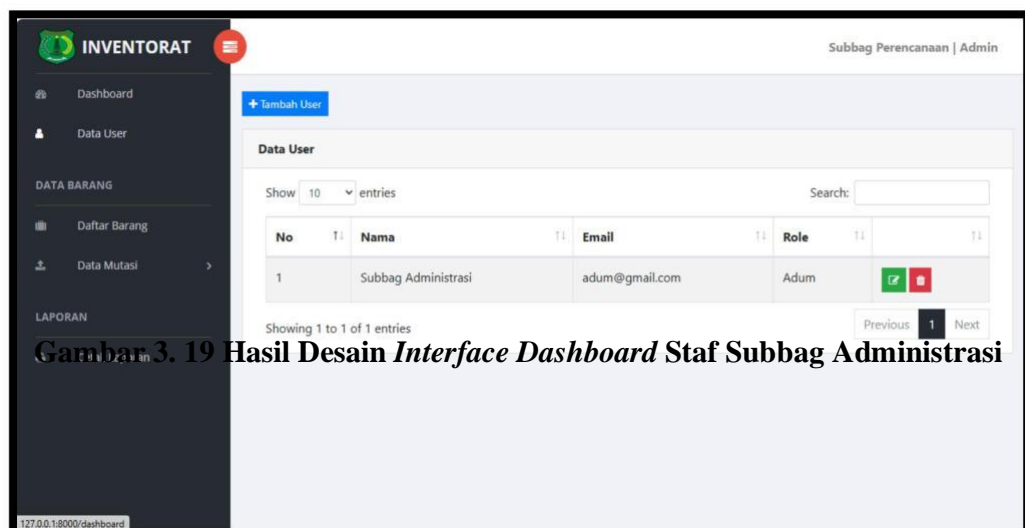 INVENTORAT
Subbag Perencanaan | Admin
Dashboard
Data User
DATA BARANG
Daftar Barang
Data Mutasi
LAPORAN
+ Tambah User
Data User
Show 10 entries
Search:
No Nama Email Role
1 Subbag Administrasi adum@gmail.com Adum
Showing 1 to 1 of 1 entries
Previous 1 Next
Gambar 3. 19 Hasil Desain Interface Dashboard Staf Subbag Administrasi
127.0.0.1:8000/dashboard